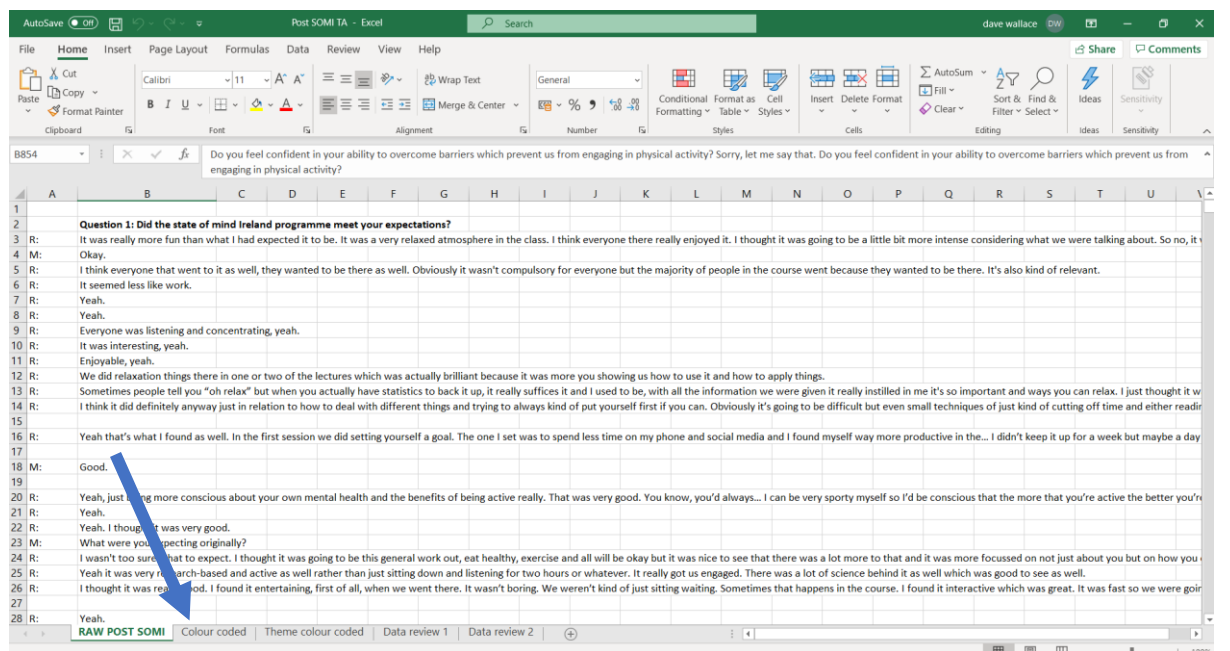 AutoSave Off Post SOMI TA - Excel Search dave wallace DW
File Home Insert Page Layout Formulas Data Review View Help Share Comments
Paste Cut Copy Format Painter
Calibri 11 A^ A˅
B I U A
Wrap Text Merge & Center
General % 9
Conditional Formatting Format as Table Cell Styles
Insert Delete Format
AutoSum Fill Clear Sort & Filter Find & Select
Ideas Sensitivity
Clipboard Font Alignment Number Styles Cells Editing Ideas Sensitivity
B854 fx Do you feel confident in your ability to overcome barriers which prevent us from engaging in physical activity? Sorry, let me say that. Do you feel confident in your ability to overcome barriers which prevent us from
engaging in physical activity?
A B C D E F G H I J K L M N O P Q R S T U
1
2 Question 1: Did the state of mind Ireland programme meet your expectations?
3 R: It was really more fun than what I had expected it to be. It was a very relaxed atmosphere in the class. I think everyone there really enjoyed it. I thought it was going to be a little bit more intense considering what we were talking about. So no, it
4 M: Okay.
5 R: I think everyone that went to it as well, they wanted to be there as well. Obviously it wasn't compulsory for everyone but the majority of people in the course went because they wanted to be there. It's also kind of relevant.
6 R: It seemed less like work.
7 R: Yeah.
8 R: Yeah.
9 R: Everyone was listening and concentrating, yeah.
10 R: It was interesting, yeah.
11 R: Enjoyable, yeah.
12 R: We did relaxation things there in one or two of the lectures which was actually brilliant because it was more you showing us how to use it and how to apply things.
13 R: Sometimes people tell you "oh relax" but when you actually have statistics to back it up, it really suffices it and I used to be, with all the information we were given it really instilled in me it's so important and ways you can relax. I just thought it w
14 R: I think it did definitely anyway just in relation to how to deal with different things and trying to always kind of put yourself first if you can. Obviously it's going to be difficult but even small techniques of just kind of cutting off time and either readin
15
16 R: Yeah that's what I found as well. In the first session we did setting yourself a goal. The one I set was to spend less time on my phone and social media and I found myself way more productive in the... I didn't keep it up for a week but maybe a day
17
18 M: Good.
19
20 R: Yeah, just being more conscious about your own mental health and the benefits of being active really. That was very good. You know, you'd always... I can be very sporty myself so I'd be conscious that the more that you're active the better you're
21 R: Yeah.
22 R: Yeah. I thought it was very good.
23 M: What were you expecting originally?
24 R: I wasn't too sure what to expect. I thought it was going to be this general work out, eat healthy, exercise and all will be okay but it was nice to see that there was a lot more to that and it was more focussed on not just about you but on how you
25 R: Yeah it was very research-based and active as well rather than just sitting down and listening for two hours or whatever. It really got us engaged. There was a lot of science behind it as well which was good to see as well.
26 R: I thought it was really good. I found it entertaining, first of all, when we went there. It wasn't boring. We weren't kind of just sitting waiting. Sometimes that happens in the course. I found it interactive which was great. It was fast so we were goin
27
28 R: Yeah.
RAW POST SOMI Colour coded Theme colour coded Data review 1 Data review 2